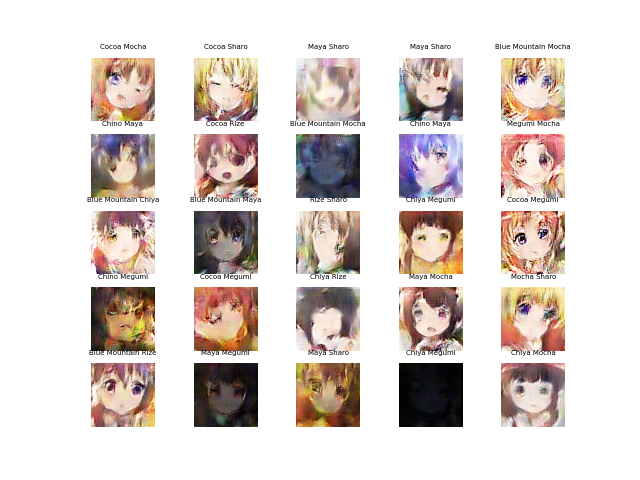 Cocoa Mocha
Cocoa Sharo
Maya Sharo
Maya Sharo
Blue Mountain Mocha
Chino Maya
Cocoa Rize
Blue Mountain Mocha
Chino Maya
Megumi Mocha
Blue Mountain Chiya
Blue Mountain Maya
Rize Sharo
Chiya Megumi
Cocoa Megumi
Chino Megumi
Cocoa Megumi
Chiya Rize
Maya Mocha
Mocha Sharo
Blue Mountain Rize
Maya Megumi
Maya Sharo
Chiya Megumi
Chiya Mocha